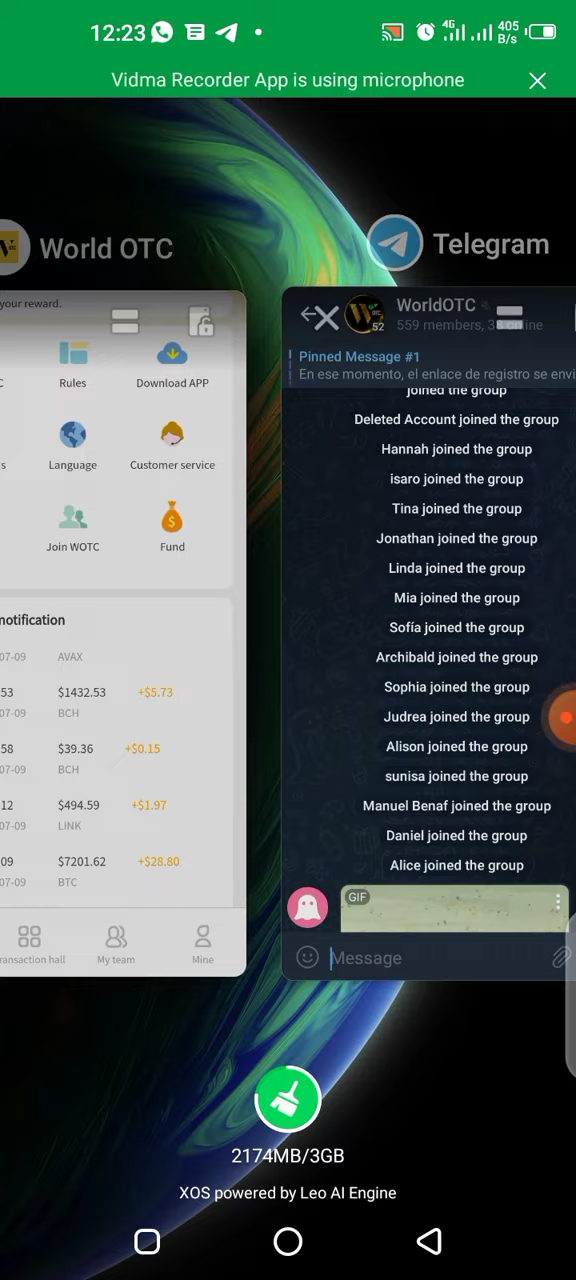 12:23
4G
405
B/s
Vidma Recorder App is using microphone
World OTC
Telegram
your reward.
Rules
Download APP
Language
Customer service
Join WOTC
Fund
notification
07-09 AVAX
53 $1432.53 +$5.73
07-09 BCH
58 $39.36 +$0.15
07-09 BCH
12 $494.59 +$1.97
07-09 LINK
09 $7201.62 +$28.80
07-09 BTC
ransaction hall
My team
Mine
52
WorldOTC
559 members, 38 online
Pinned Message #1
En ese momento, el enlace de registro se envi
joined the group
Deleted Account joined the group
Hannah joined the group
isaro joined the group
Tina joined the group
Jonathan joined the group
Linda joined the group
Mia joined the group
Sofía joined the group
Archibald joined the group
Sophia joined the group
Judrea joined the group
Alison joined the group
sunisa joined the group
Manuel Benaf joined the group
Daniel joined the group
Alice joined the group
GIF
Message
2174MB/3GB
XOS powered by Leo AI Engine